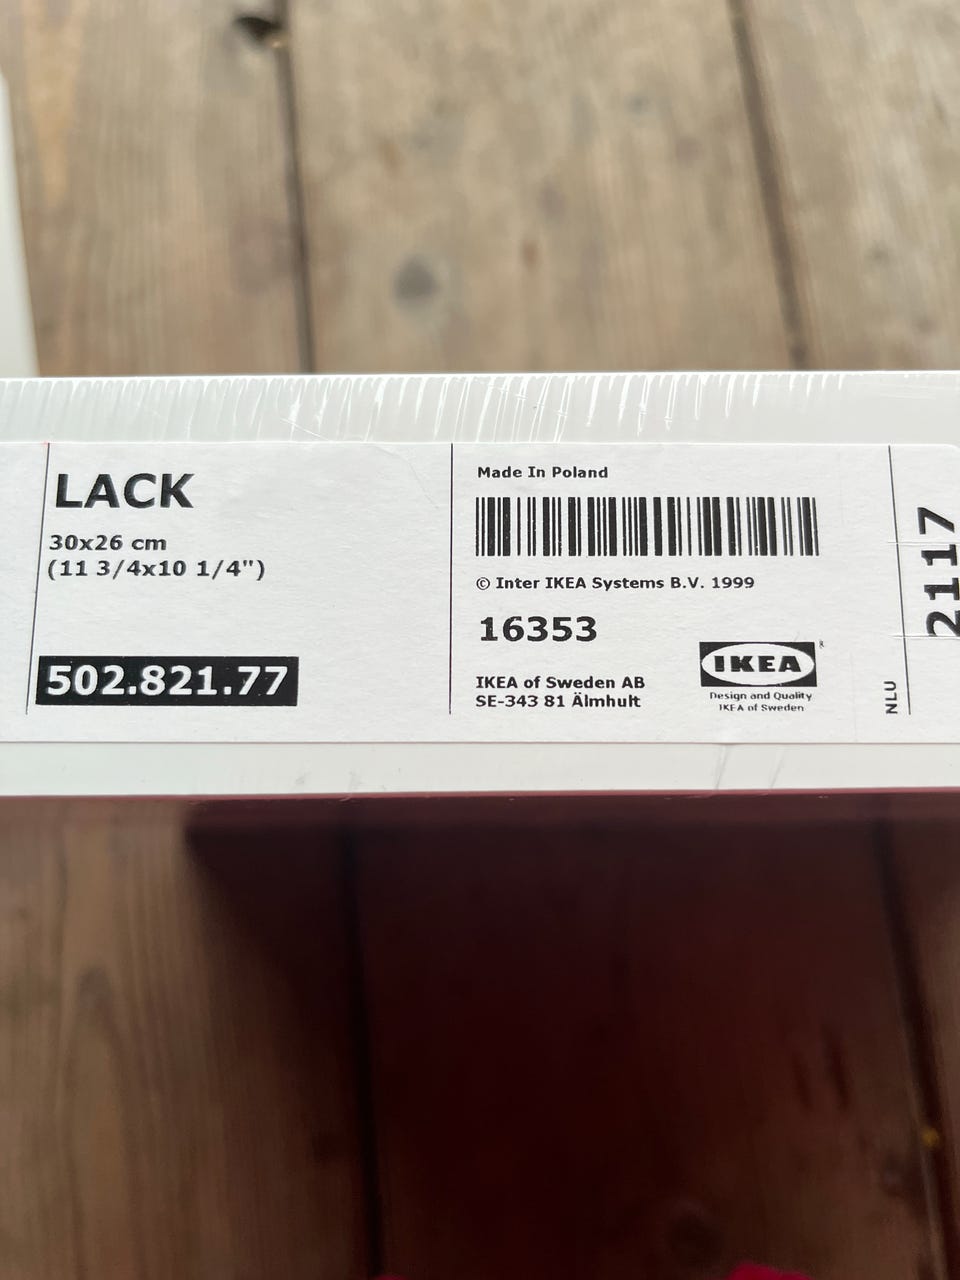 LACK
30x26 cm
(11 3/4x10 1/4")
502.821.77
Made In Poland
© Inter IKEA Systems B.V. 1999
16353
IKEA of Sweden AB
SE-343 81 Älmhult
IKEA
Design and Quality
IKEA of Sweden
NLU
2117